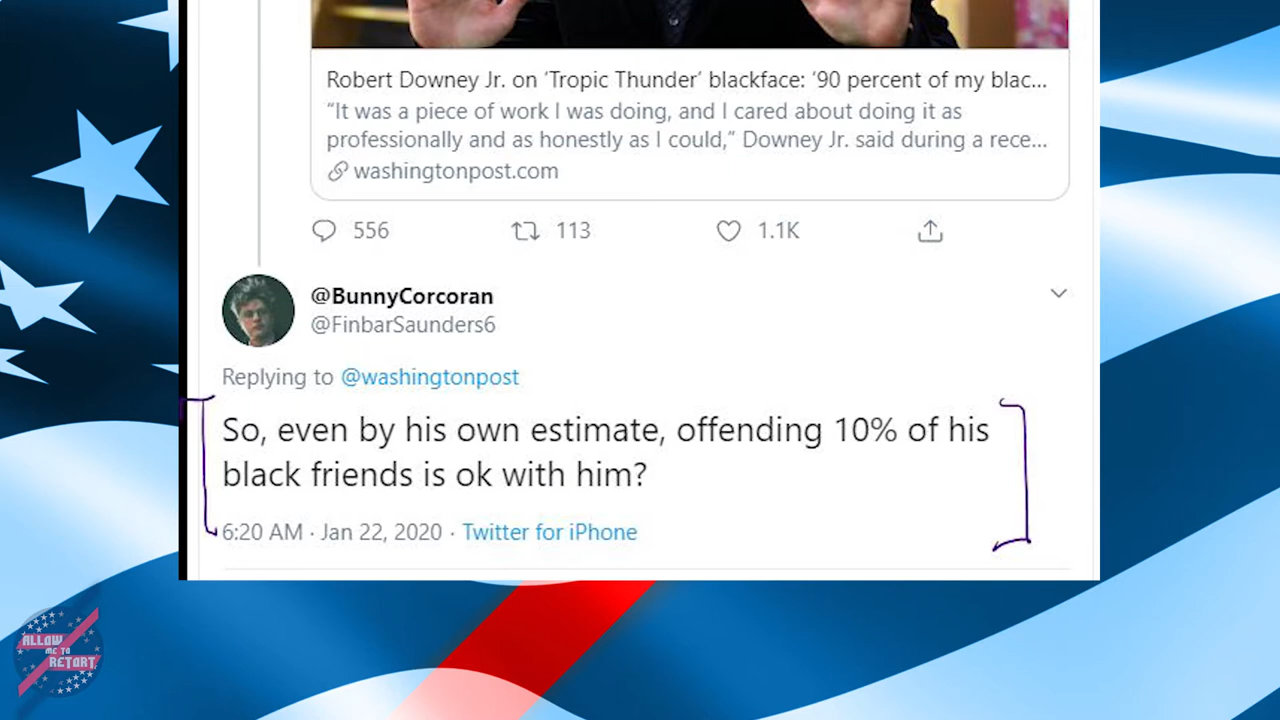 Robert Downey Jr. on ‘Tropic Thunder’ blackface: ‘90 percent of my blac...
“It was a piece of work I was doing, and I cared about doing it as
professionally and as honestly as I could,” Downey Jr. said during a rece...
washingtonpost.com
556 113 1.1K
@BunnyCorcoran
@FinbarSaunders6
Replying to @washingtonpost
So, even by his own estimate, offending 10% of his
black friends is ok with him?
6:20 AM · Jan 22, 2020 · Twitter for iPhone
ALLOW
ME TO
RETORT